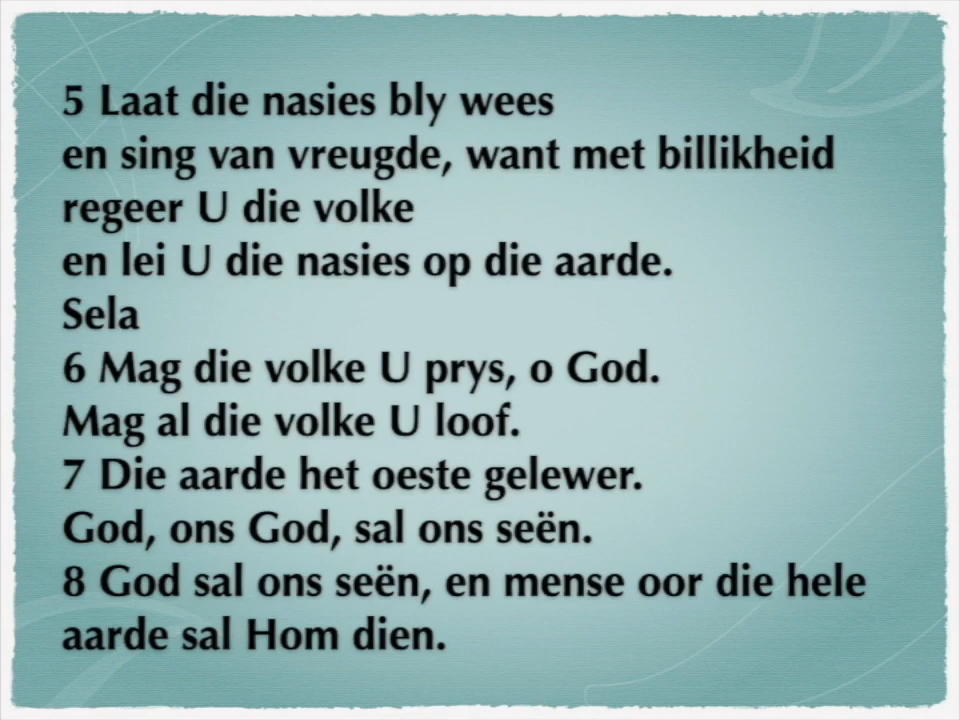 5 Laat die nasies bly wees
en sing van vreugde, want met billikheid
regeer U die volke
en lei U die nasies op die aarde.
Sela
6 Mag die volke U prys, o God.
Mag al die volke U loof.
7 Die aarde het oeste gelewer.
God, ons God, sal ons seën.
8 God sal ons seën, en mense oor die hele
aarde sal Hom dien.